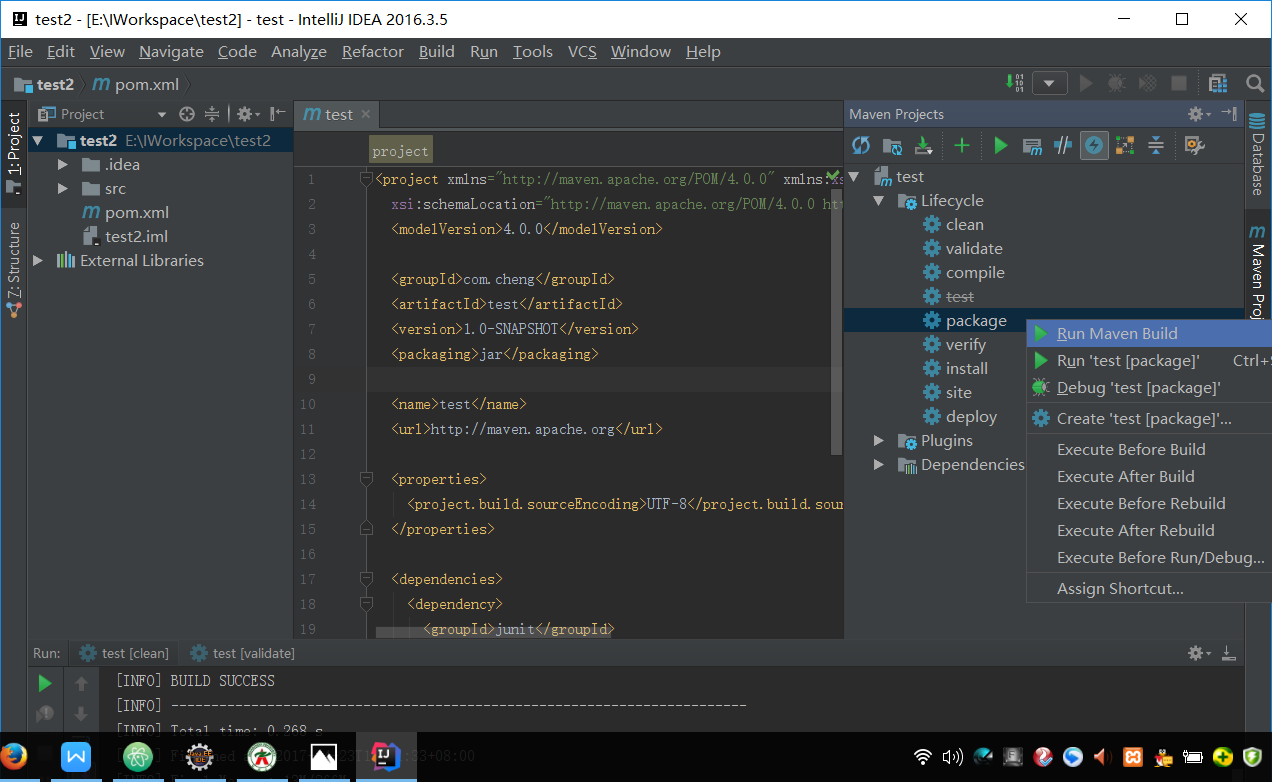 test2 - [E:\IWorkspace\test2] - test - IntelliJ IDEA 2016.3.5
File Edit View Navigate Code Analyze Refactor Build Run Tools VCS Window Help
test2 pom.xml
1: Project
Z: Structure
Project
test2 E:\IWorkspace\test2
.idea
src
pom.xml
test2.iml
External Libraries
test
project
1 <project xmlns="http://maven.apache.org/POM/4.0.0" xmlns:xs
2 xsi:schemaLocation="http://maven.apache.org/POM/4.0.0 ht
3 <modelVersion>4.0.0</modelVersion>
4
5 <groupId>com.cheng</groupId>
6 <artifactId>test</artifactId>
7 <version>1.0-SNAPSHOT</version>
8 <packaging>jar</packaging>
9
10 <name>test</name>
11 <url>http://maven.apache.org</url>
12
13 <properties>
14 <project.build.sourceEncoding>UTF-8</project.build.sour
15 </properties>
16
17 <dependencies>
18 <dependency>
19 <groupId>junit</groupId>
Maven Projects
test
Lifecycle
clean
validate
compile
test
package
verify
install
site
deploy
Plugins
Dependencies
Run Maven Build
Run 'test [package]' Ctrl+
Debug 'test [package]'
Create 'test [package]'...
Execute Before Build
Execute After Build
Execute Before Rebuild
Execute After Rebuild
Execute Before Run/Debug...
Assign Shortcut...
Database
Maven Proj
Run: test [clean] test [validate]
[INFO] BUILD SUCCESS
[INFO] ------------------------------------------------------------------------
[INFO] Total time: 0.268 s